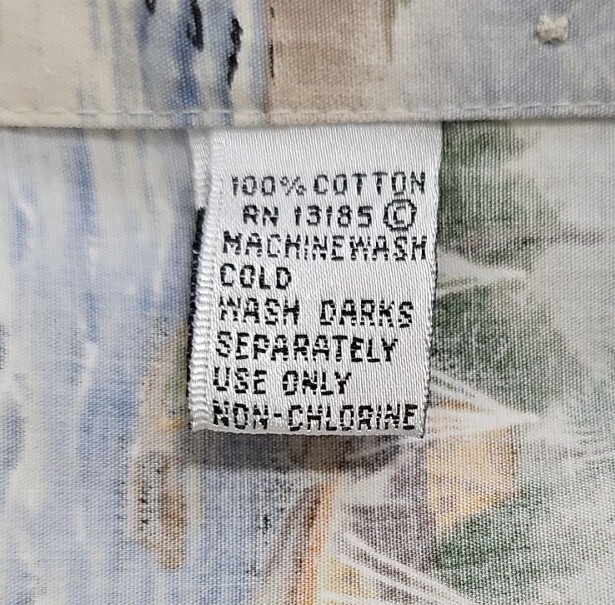 100% COTTON
RN 13185 ©
MACHINEWASH
COLD
WASH DARKS
SEPARATELY
USE ONLY
NON-CHLORINE